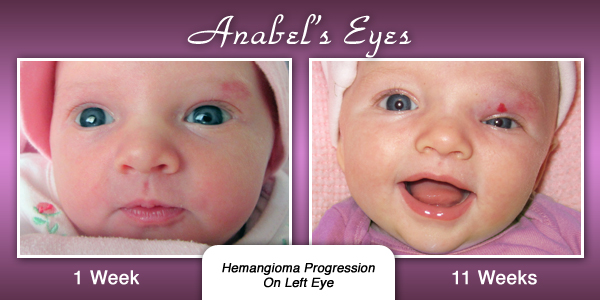 Anabel's Eyes
1 Week
Hemangioma Progression
On Left Eye
11 Weeks